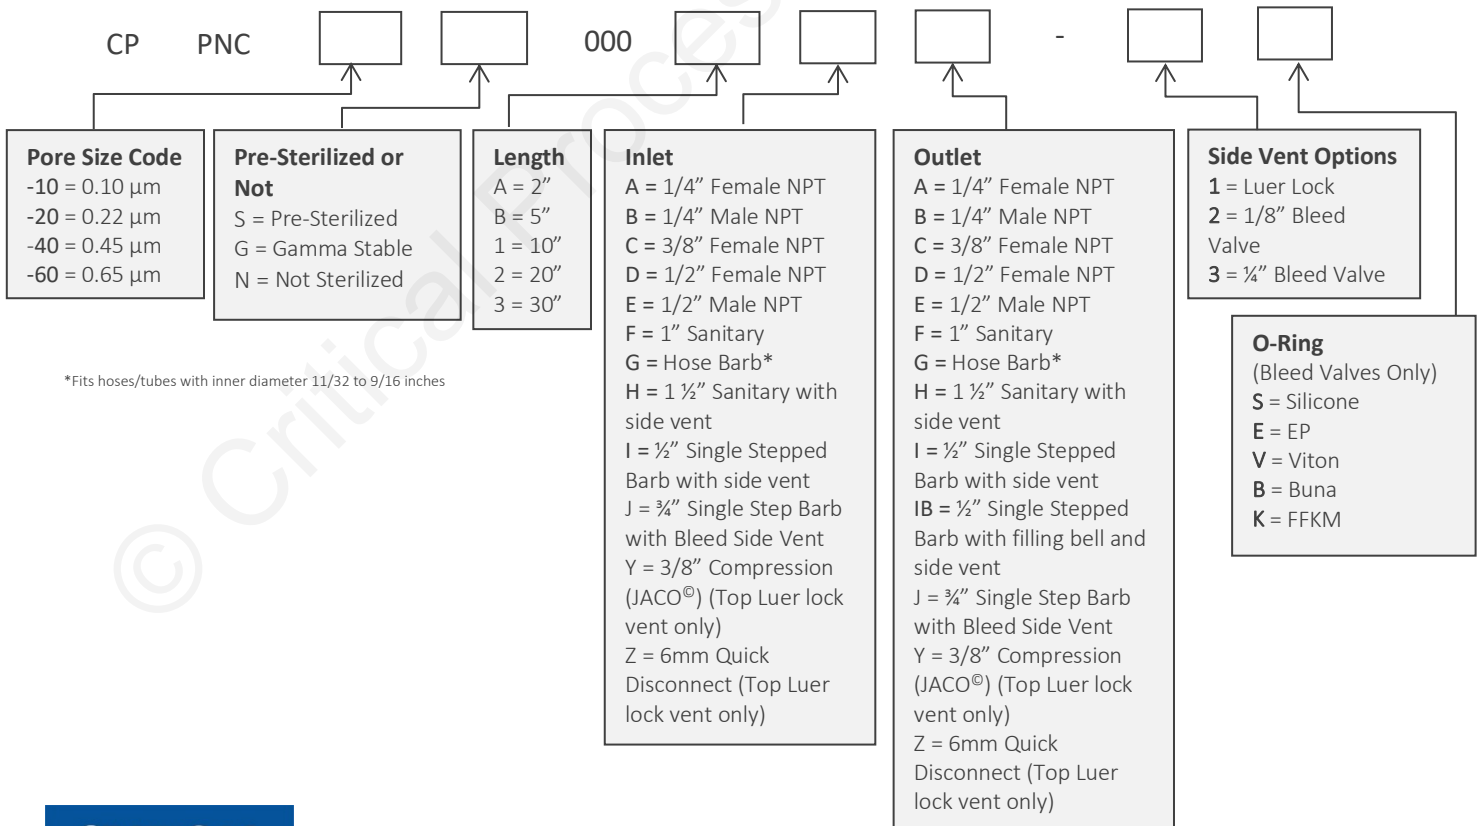 CP PNC 000 -
Pore Size Code
-10 = 0.10 µm
-20 = 0.22 µm
-40 = 0.45 µm
-60 = 0.65 µm
Pre-Sterilized or
Not
S = Pre-Sterilized
G = Gamma Stable
N = Not Sterilized
Length
A = 2”
B = 5”
1 = 10”
2 = 20”
3 = 30”
Inlet
A = 1/4” Female NPT
B = 1/4” Male NPT
C = 3/8” Female NPT
D = 1/2” Female NPT
E = 1/2” Male NPT
F = 1” Sanitary
G = Hose Barb*
H = 1 ½” Sanitary with
side vent
I = ½” Single Stepped
Barb with side vent
J = ¾” Single Step Barb
with Bleed Side Vent
Y = 3/8” Compression
(JACO©) (Top Luer lock
vent only)
Z = 6mm Quick
Disconnect (Top Luer
lock vent only)
Outlet
A = 1/4” Female NPT
B = 1/4” Male NPT
C = 3/8” Female NPT
D = 1/2” Female NPT
E = 1/2” Male NPT
F = 1” Sanitary
G = Hose Barb*
H = 1 ½” Sanitary with
side vent
I = ½” Single Stepped
Barb with side vent
IB = ½” Single Stepped
Barb with filling bell and
side vent
J = ¾” Single Step Barb
with Bleed Side Vent
Y = 3/8” Compression
(JACO©) (Top Luer lock
vent only)
Z = 6mm Quick
Disconnect (Top Luer
lock vent only)
Side Vent Options
1 = Luer Lock
2 = 1/8” Bleed
Valve
3 = ¼” Bleed Valve
O-Ring
(Bleed Valves Only)
S = Silicone
E = EP
V = Viton
B = Buna
K = FFKM
*Fits hoses/tubes with inner diameter 11/32 to 9/16 inches
© Critical Proces